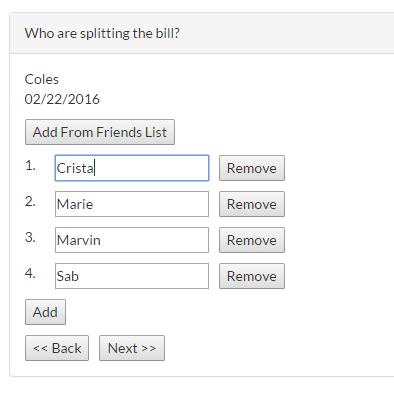 Who are splitting the bill?
Coles
02/22/2016
Add From Friends List
1. Crista Remove
2. Marie Remove
3. Marvin Remove
4. Sab Remove
Add
<< Back Next >>